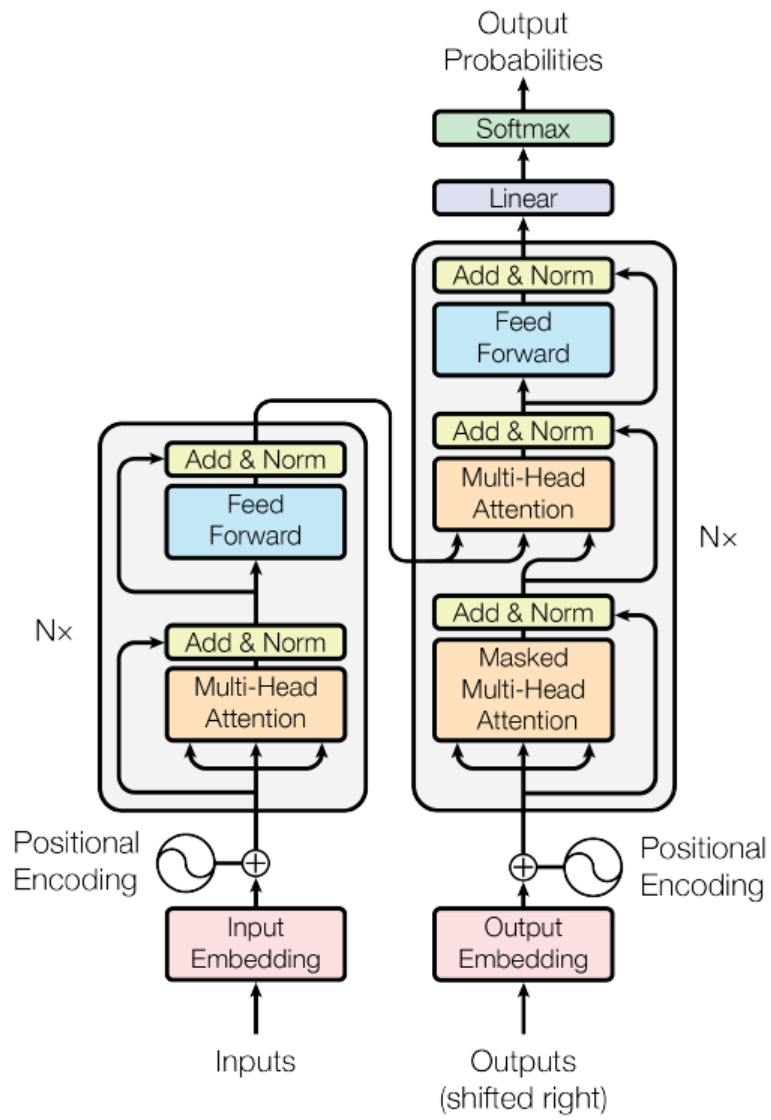 Output
Probabilities
Softmax
Linear
Add & Norm
Feed
Forward
Add & Norm
Multi-Head
Attention
Add & Norm
Masked
Multi-Head
Attention
Nx
Add & Norm
Feed
Forward
Add & Norm
Multi-Head
Attention
Nx
Positional
Encoding
Positional
Encoding
Input
Embedding
Output
Embedding
Inputs
Outputs
(shifted right)